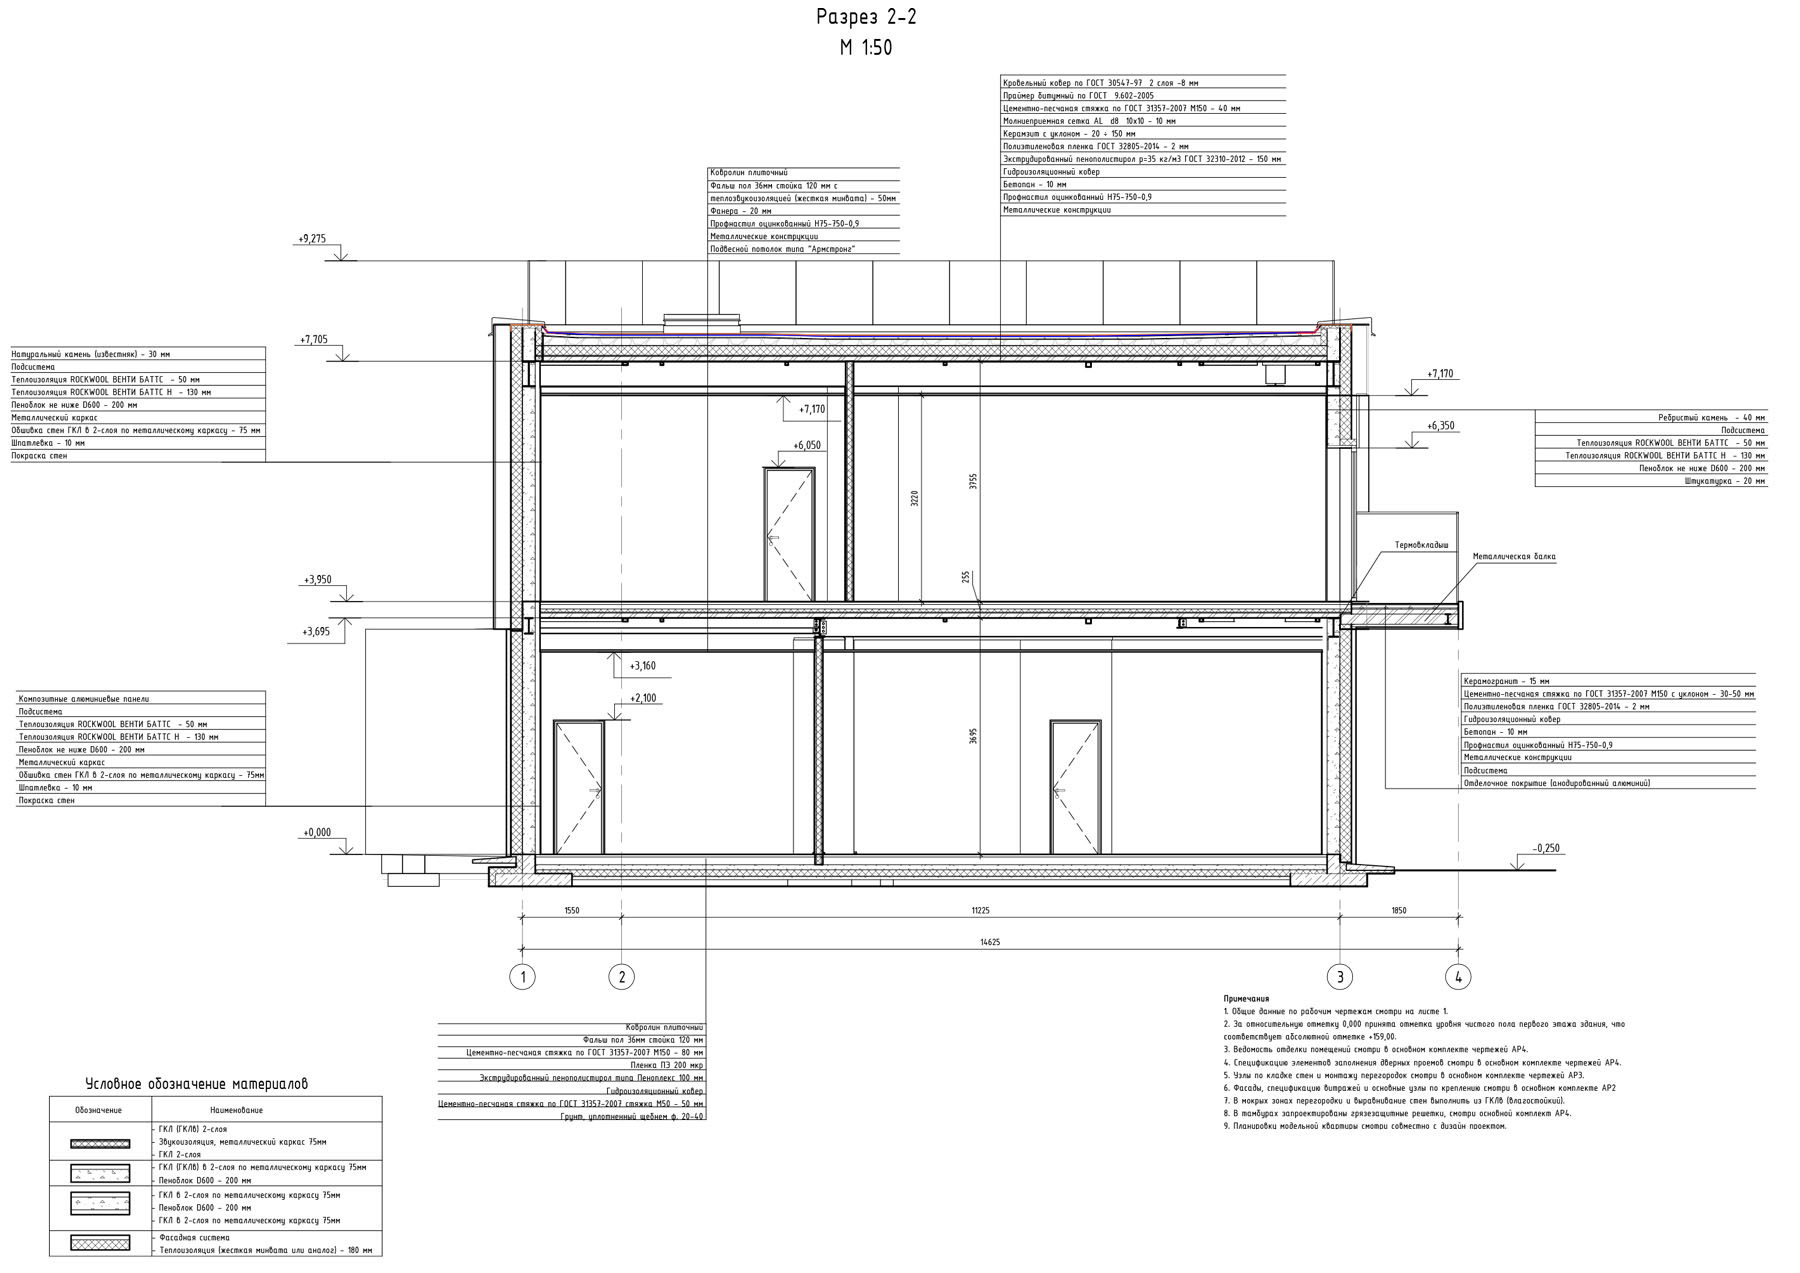 Разрез 2-2
М 1:50
Кровельный ковер по ГОСТ 30547-97 2 слоя -8 мм
Праймер битумный по ГОСТ 9.602-2005
Цементно-песчаная стяжка по ГОСТ 31357-2007 М150 - 40 мм
Молниеприемная сетка AL d8 10х10 - 10 мм
Керамзит с уклоном - 20 ÷ 150 мм
Полиэтиленовая пленка ГОСТ 32805-2014 - 2 мм
Экструдированный пенополистирол р=35 кг/м3 ГОСТ 32310-2012 - 150 мм
Гидроизоляционный ковер
Бетопан - 10 мм
Профнастил оцинкованный Н75-750-0,9
Металлические конструкции
Ковролин плиточный
Фальш пол 36мм стойка 120 мм с
теплозвукоизоляцией (жесткая минвата) - 50мм
Фанера - 20 мм
Профнастил оцинкованный Н75-750-0,9
Металлические конструкции
Подвесной потолок типа "Армстронг"
+9,275
+7,705
Натуральный камень (известняк) - 30 мм
Подсистема
Теплоизоляция ROCKWOOL ВЕНТИ БАТТС - 50 мм
Теплоизоляция ROCKWOOL ВЕНТИ БАТТС Н - 130 мм
Пеноблок не ниже D600 - 200 мм
Металлический каркас
Обшивка стен ГКЛ в 2-слоя по металлическому каркасу - 75 мм
Шпатлевка - 10 мм
Покраска стен
+7,170
+6,050
3220
3755
+7,170
+6,350
Ребристый камень - 40 мм
Подсистема
Теплоизоляция ROCKWOOL ВЕНТИ БАТТС - 50 мм
Теплоизоляция ROCKWOOL ВЕНТИ БАТТС Н - 130 мм
Пеноблок не ниже D600 - 200 мм
Штукатурка - 20 мм
Термовкладыш
Металлическая балка
+3,950
255
+3,695
+3,160
+2,100
3695
Композитные алюминиевые панели
Подсистема
Теплоизоляция ROCKWOOL ВЕНТИ БАТТС - 50 мм
Теплоизоляция ROCKWOOL ВЕНТИ БАТТС Н - 130 мм
Пеноблок не ниже D600 - 200 мм
Металлический каркас
Обшивка стен ГКЛ в 2-слоя по металлическому каркасу - 75мм
Шпатлевка - 10 мм
Покраска стен
Керамогранит - 15 мм
Цементно-песчаная стяжка по ГОСТ 31357-2007 М150 с уклоном - 30-50 мм
Полиэтиленовая пленка ГОСТ 32805-2014 - 2 мм
Гидроизоляционный ковер
Бетопан - 10 мм
Профнастил оцинкованный Н75-750-0,9
Металлические конструкции
Подсистема
Отделочное покрытие (анодированный алюминий)
+0,000
-0,250
1550
11225
1850
14625
1
2
3
4
Ковролин плиточный
Фальш пол 36мм стойка 120 мм
Цементно-песчаная стяжка по ГОСТ 31357-2007 М150 - 80 мм
Пленка ПЭ 200 мкр
Экструдированный пенополистирол типа Пеноплекс 100 мм
Гидроизоляционный ковер
Цементно-песчаная стяжка по ГОСТ 31357-2007 стяжка М50 - 50 мм
Грунт, уплотненный щебнем ф. 20-40
Примечания
1. Общие данные по рабочим чертежам смотри на листе 1.
2. За относительную отметку 0,000 принята отметка уровня чистого пола первого этажа здания, что
соответствует абсолютной отметке +159,00.
3. Ведомость отделки помещений смотри в основном комплекте чертежей АР4.
4. Спецификацию элементов заполнения дверных проемов смотри в основном комплекте чертежей АР4.
5. Узлы по кладке стен и монтажу перегородок смотри в основном комплекте чертежей АР3.
6. Фасады, спецификацию витражей и основные узлы по креплению смотри в основном комплекте АР2
7. В мокрых зонах перегородки и выравнивание стен выполнить из ГКЛв (влагостойкий).
8. В тамбурах запроектированы грязезащитные решетки, смотри основной комплект АР4.
9. Планировки модельной квартиры смотри совместно с дизайн проектом.
Условное обозначение материалов
Обозначение
Наименование
- ГКЛ (ГКЛв) 2-слоя
- Звукоизоляция, металлический каркас 75мм
- ГКЛ 2-слоя
- ГКЛ (ГКЛв) в 2-слоя по металлическому каркасу 75мм
- Пеноблок D600 - 200 мм
- ГКЛ в 2-слоя по металлическому каркасу 75мм
- Пеноблок D600 - 200 мм
- ГКЛ в 2-слоя по металлическому каркасу 75мм
- Фасадная система
- Теплоизоляция (жесткая минвата или аналог) - 180 мм